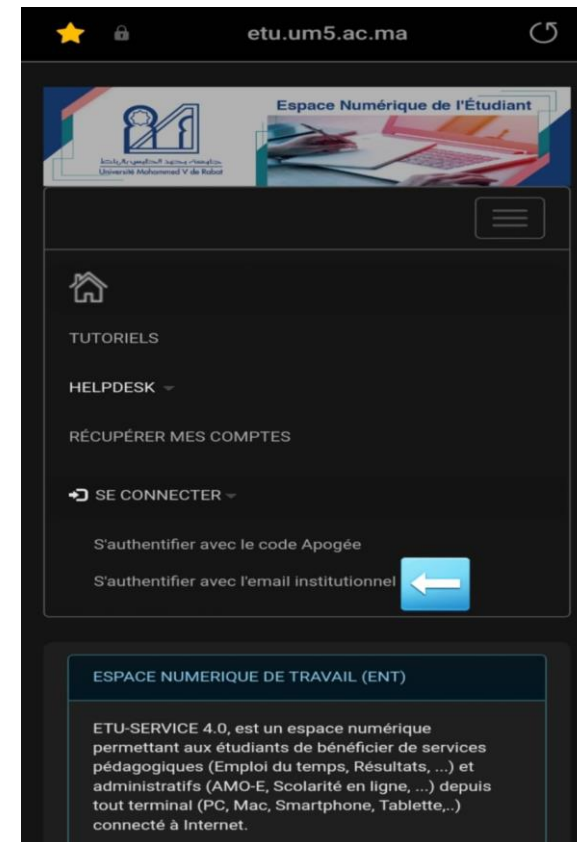 etu.um5.ac.ma
Espace Numérique de l'Étudiant
Université Mohammed V de Rabat
TUTORIELS
HELPDESK
RÉCUPÉRER MES COMPTES
SE CONNECTER
S'authentifier avec le code Apogée
S'authentifier avec l'email institutionnel
ESPACE NUMERIQUE DE TRAVAIL (ENT)
ETU-SERVICE 4.0, est un espace numérique
permettant aux étudiants de bénéficier de services
pédagogiques (Emploi du temps, Résultats, ...) et
administratifs (AMO-E, Scolarité en ligne, ...) depuis
tout terminal (PC, Mac, Smartphone, Tablette,..)
connecté à Internet.